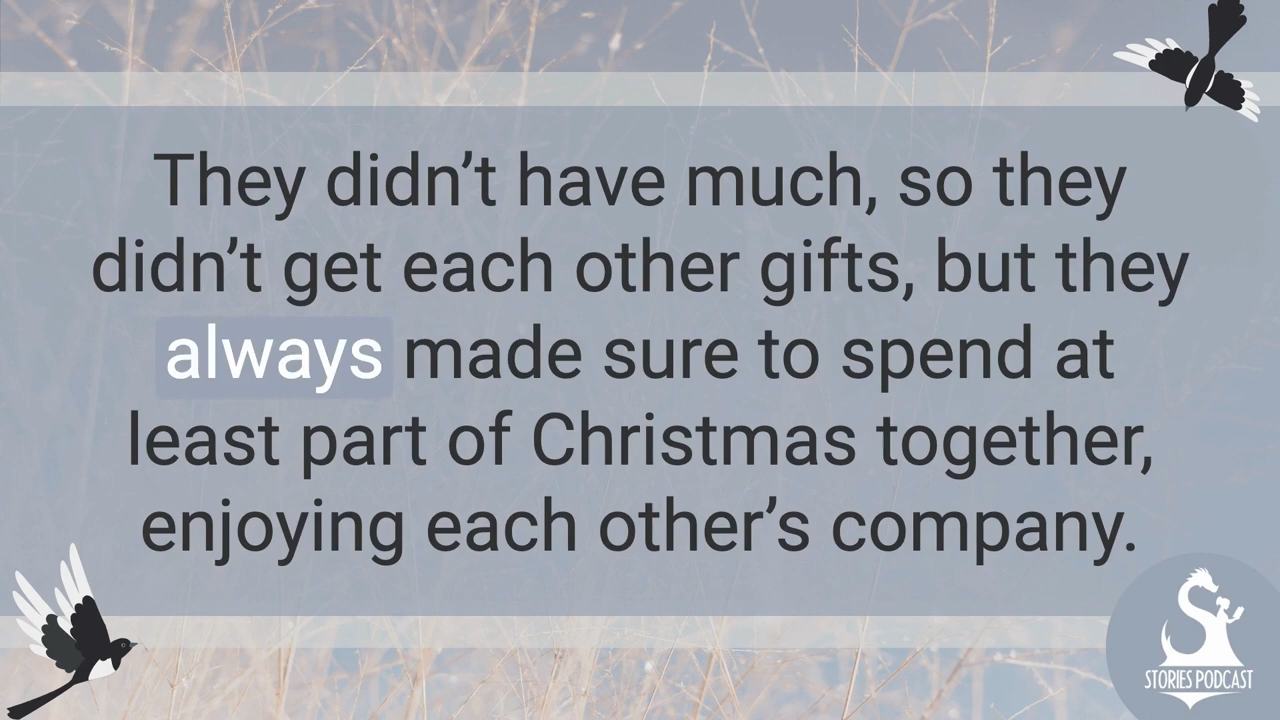 They didn’t have much, so they
didn’t get each other gifts, but they
always made sure to spend at
least part of Christmas together,
enjoying each other’s company.
STORIES PODCAST